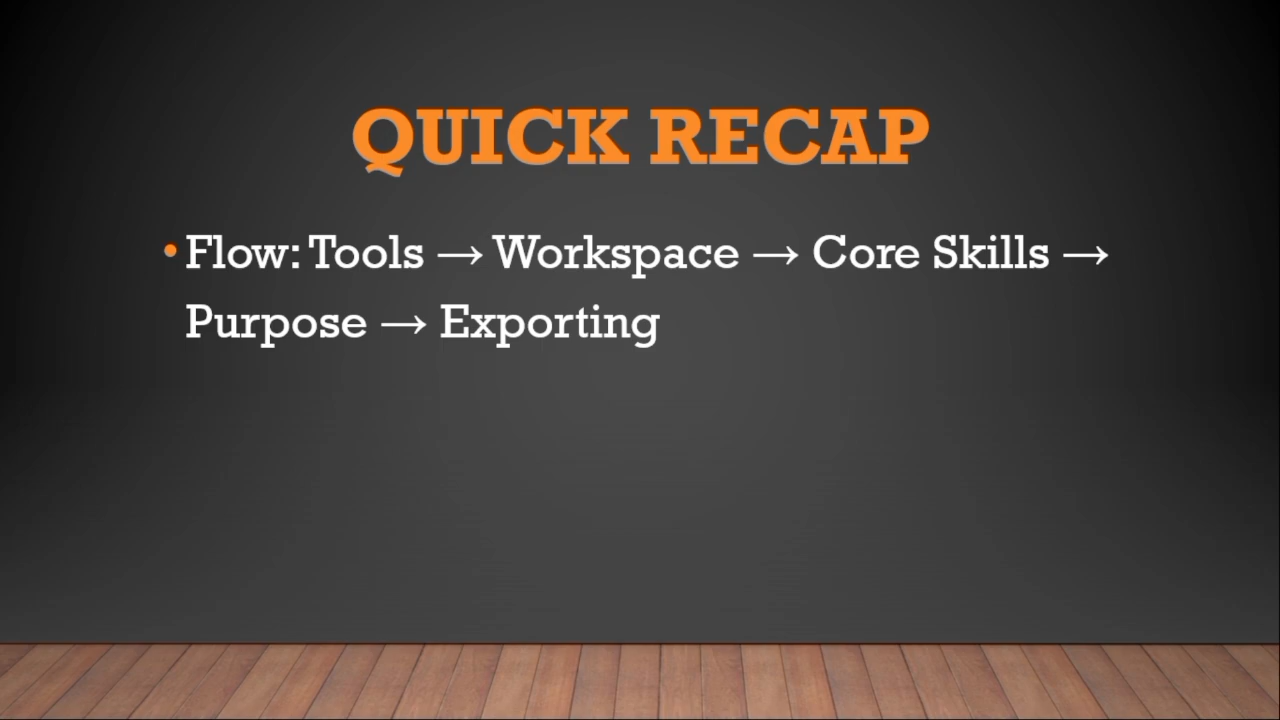 QUICK RECAP
• Flow: Tools → Workspace → Core Skills →
Purpose → Exporting